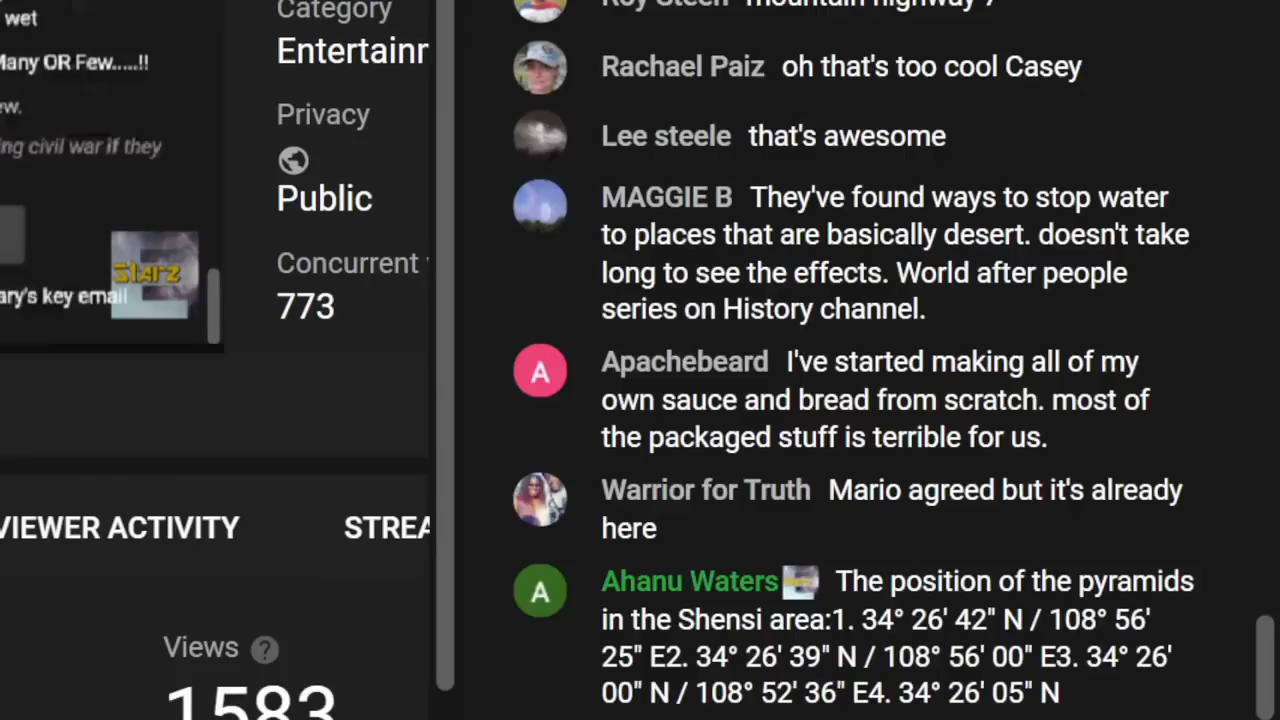 wet
Many OR Few.....!!
ew.
ing civil war if they
Starz
ary's key email
Category
Entertainm
Privacy
Public
Concurrent
773
VIEWER ACTIVITY
STREA
Views ?
1583
Roy Steen mountain highway 7
Rachael Paiz oh that's too cool Casey
Lee steele that's awesome
MAGGIE B They've found ways to stop water
to places that are basically desert. doesn't take
long to see the effects. World after people
series on History channel.
A Apachebeard I've started making all of my
own sauce and bread from scratch. most of
the packaged stuff is terrible for us.
Warrior for Truth Mario agreed but it's already
here
A Ahanu Waters The position of the pyramids
in the Shensi area:1. 34° 26' 42" N / 108° 56'
25" E2. 34° 26' 39" N / 108° 56' 00" E3. 34° 26'
00" N / 108° 52' 36" E4. 34° 26' 05" N